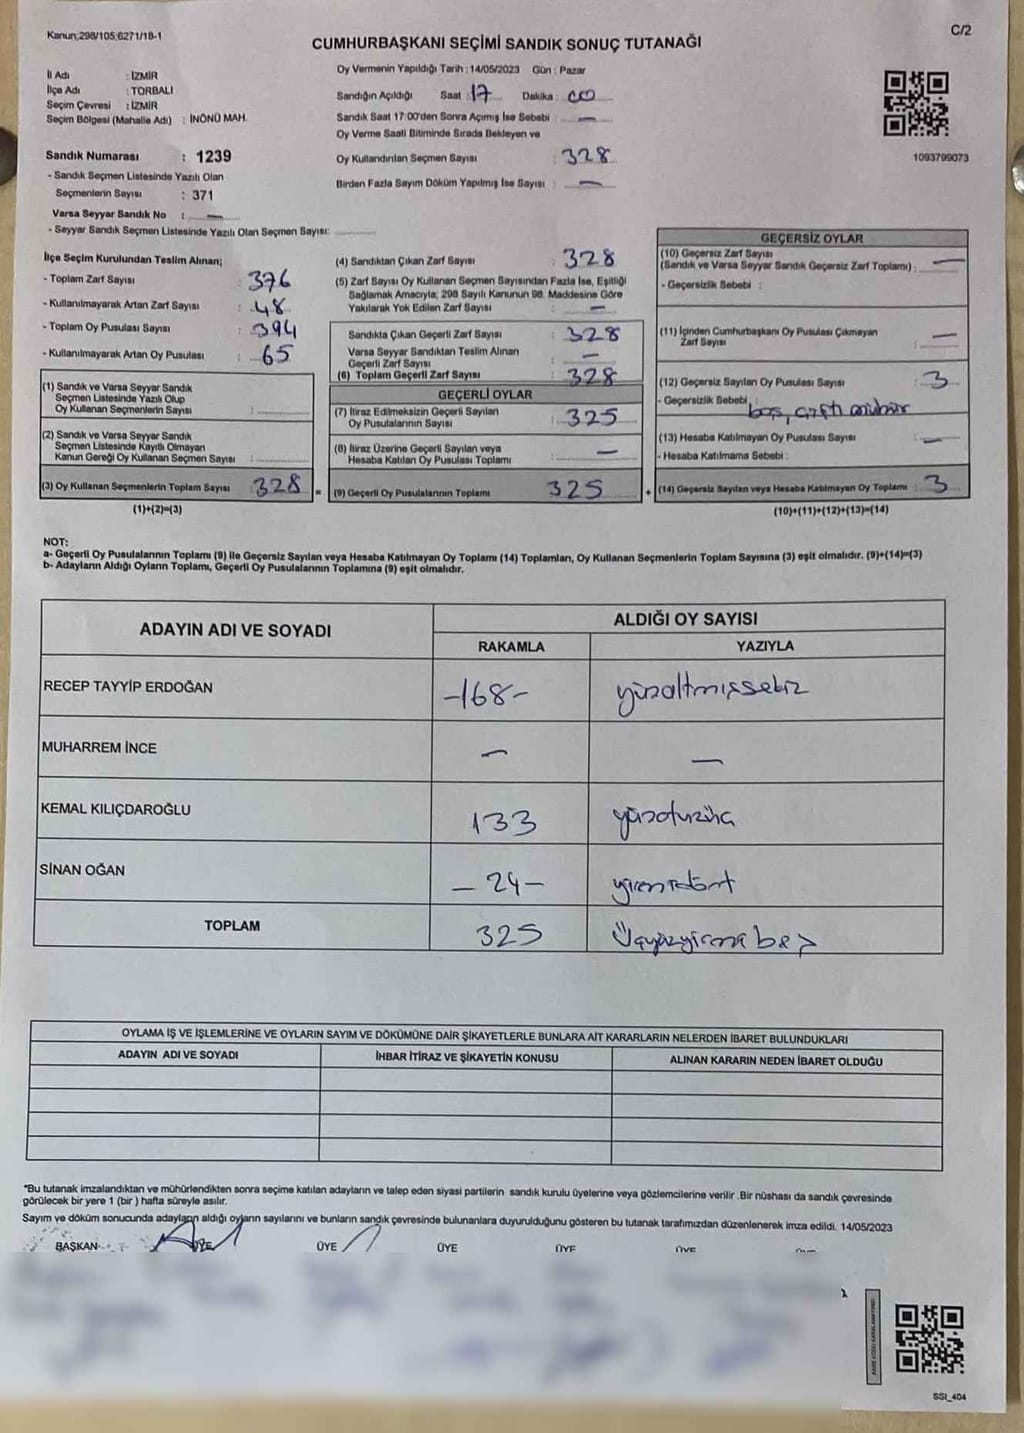 Kanun;298/105,6271/18-1
C/2
CUMHURBAŞKANI SEÇİMİ SANDIK SONUÇ TUTANAĞI
İl Adı : İZMİR
İlçe Adı : TORBALI
Seçim Çevresi : İZMİR
Seçim Bölgesi (Mahalle Adı) : İNÖNÜ MAH.
Oy Vermenin Yapıldığı Tarih : 14/05/2023 Gün : Pazar
Sandığın Açıldığı Saat : 17 Dakika : 00
Sandık Saat 17:00'den Sonra Açımış İse Sebebi : —
Oy Verme Saati Bitiminde Sırada Bekleyen ve
Oy Kullandırılan Seçmen Sayısı : 328
Birden Fazla Sayım Döküm Yapılmış İse Sayısı : —
1093799073
Sandık Numarası : 1239
- Sandık Seçmen Listesinde Yazılı Olan
Seçmenlerin Sayısı : 371
Varsa Seyyar Sandık No : —
- Seyyar Sandık Seçmen Listesinde Yazılı Olan Seçmen Sayısı:
İlçe Seçim Kurulundan Teslim Alınan;
- Toplam Zarf Sayısı : 376
- Kullanılmayarak Artan Zarf Sayısı : 48
- Toplam Oy Pusulası Sayısı : 394
- Kullanılmayarak Artan Oy Pusulası : 65
(1) Sandık ve Varsa Seyyar Sandık
Seçmen Listesinde Yazılı Olup
Oy Kullanan Seçmenlerin Sayısı :
(2) Sandık ve Varsa Seyyar Sandık
Seçmen Listesinde Kayıtlı Olmayan
Kanun Gereği Oy Kullanan Seçmen Sayısı :
(3) Oy Kullanan Seçmenlerin Toplam Sayısı 328 =
(1)+(2)=(3)
(4) Sandıktan Çıkan Zarf Sayısı : 328
(5) Zarf Sayısı Oy Kullanan Seçmen Sayısından Fazla İse, Eşitliği
Sağlamak Amacıyla; 298 Sayılı Kanunun 98. Maddesine Göre
Yakılarak Yok Edilen Zarf Sayısı : —
Sandıkta Çıkan Geçerli Zarf Sayısı : 328
Varsa Seyyar Sandıktan Teslim Alınan
Geçerli Zarf Sayısı : —
(6) Toplam Geçerli Zarf Sayısı : 328
GEÇERLİ OYLAR
(7) İtiraz Edilmeksizin Geçerli Sayılan
Oy Pusulalarının Sayısı : 325
(8) İtiraz Üzerine Geçerli Sayılan veya
Hesaba Katılan Oy Pusulası Toplamı : —
(9) Geçerli Oy Pusulalarının Toplamı 325 +
GEÇERSİZ OYLAR
(10) Geçersiz Zarf Sayısı
(Sandık ve Varsa Seyyar Sandık Geçersiz Zarf Toplamı) : —
- Geçersizlik Sebebi :
(11) İçinden Cumhurbaşkanı Oy Pusulası Çıkmayan
Zarf Sayısı : —
(12) Geçersiz Sayılan Oy Pusulası Sayısı : 3
- Geçersizlik Sebebi : boş, çift mühür
(13) Hesaba Katılmayan Oy Pusulası Sayısı : —
- Hesaba Katılmama Sebebi :
(14) Geçersiz Sayılan veya Hesaba Katılmayan Oy Toplamı : 3
(10)+(11)+(12)+(13)=(14)
NOT:
a- Geçerli Oy Pusulalarının Toplamı (9) ile Geçersiz Sayılan veya Hesaba Katılmayan Oy Toplamı (14) Toplamları, Oy Kullanan Seçmenlerin Toplam Sayısına (3) eşit olmalıdır. (9)+(14)=(3)
b- Adayların Aldığı Oyların Toplamı, Geçerli Oy Pusulalarının Toplamına (9) eşit olmalıdır.
ADAYIN ADI VE SOYADI
ALDIĞI OY SAYISI
RAKAMLA YAZIYLA
RECEP TAYYİP ERDOĞAN -168- yüzaltmışsekiz
MUHARREM İNCE — —
KEMAL KILIÇDAROĞLU 133 yüzotuzüç
SİNAN OĞAN -24- yirmidört
TOPLAM 325 Üçyüzyirmi beş
OYLAMA İŞ VE İŞLEMLERİNE VE OYLARIN SAYIM VE DÖKÜMÜNE DAİR ŞİKAYETLERLE BUNLARA AİT KARARLARIN NELERDEN İBARET BULUNDUKLARI
ADAYIN ADI VE SOYADI İHBAR İTİRAZ VE ŞİKAYETİN KONUSU ALINAN KARARIN NEDEN İBARET OLDUĞU
*Bu tutanak imzalandıktan ve mühürlendikten sonra seçime katılan adayların ve talep eden siyasi partilerin sandık kurulu üyelerine veya gözlemcilerine verilir .Bir nüshası da sandık çevresinde
görülecek bir yere 1 (bir ) hafta süreyle asılır.
Sayım ve döküm sonucunda adayların aldığı oyların sayılarını ve bunların sandık çevresinde bulunanlara duyurulduğunu gösteren bu tutanak tarafımızdan düzenlenerek imza edildi. 14/05/2023
BAŞKAN ÜYE ÜYE ÜYE ÜYE ÜYE
SSI_404